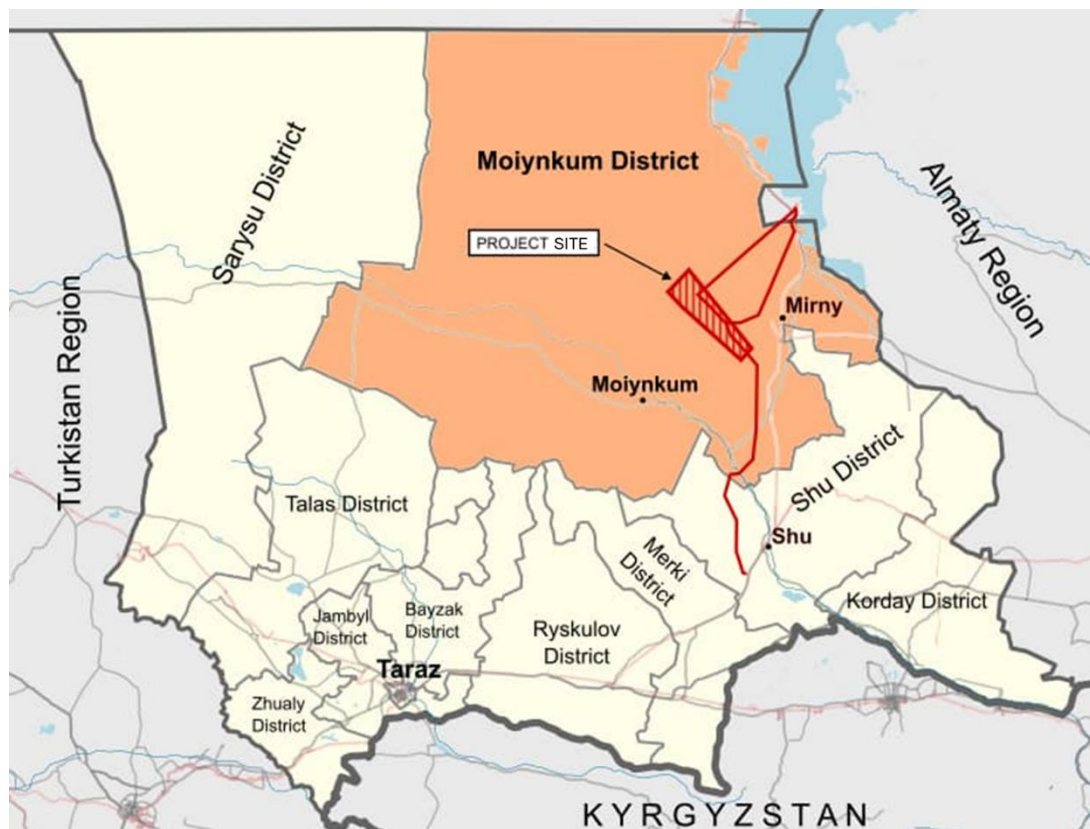 Moiynkum District
Sarysu District
Almaty Region
PROJECT SITE
Turkistan Region
Mirny
Moiynkum
Shu District
Talas District
Shu
Merki
District
Jambyl
District
Bayzak
District
Korday District
Ryskulov
District
Taraz
Zhualy
District
KYRGYZSTAN